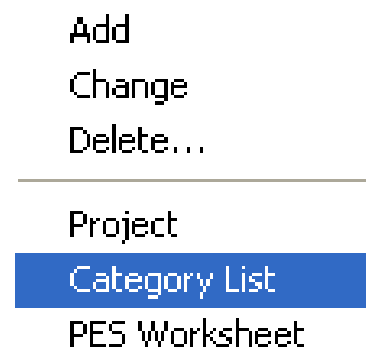 Add
Change
Delete...
Project
Category List
PES Worksheet